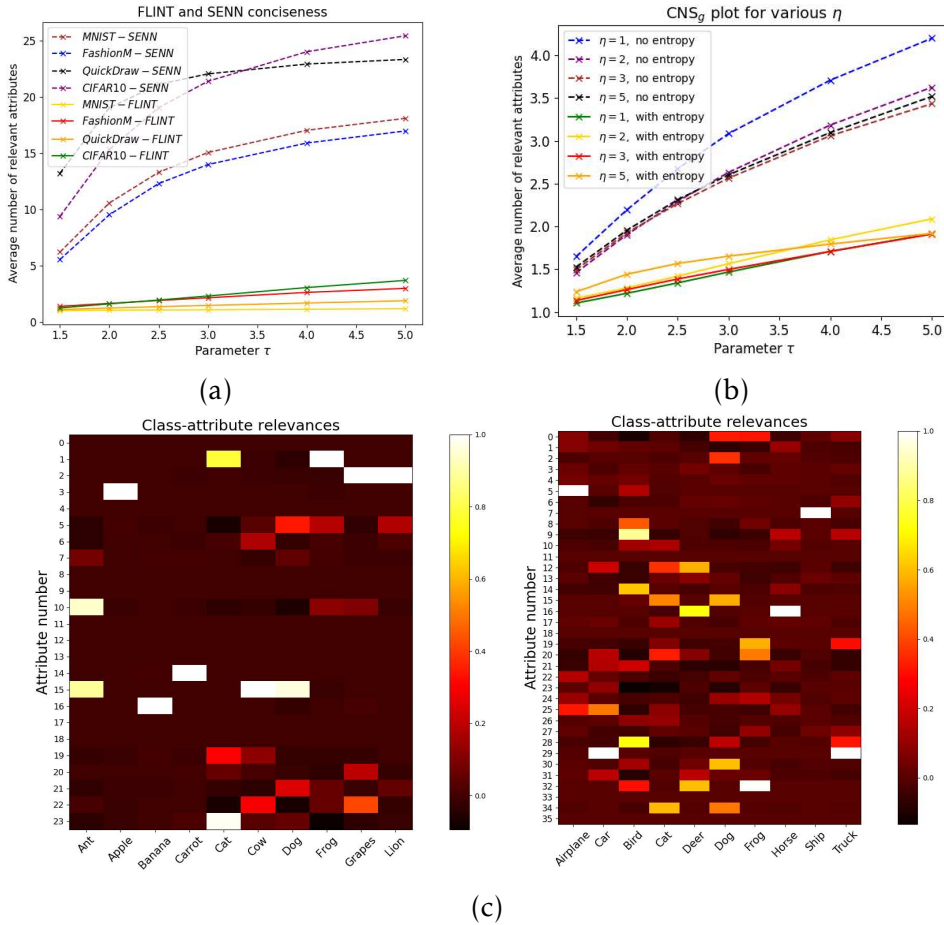 FLINT and SENN conciseness
Average number of relevant attributes
25
20
15
10
5
0
MNIST − SENN
FashionM − SENN
QuickDraw − SENN
CIFAR10 − SENN
MNIST − FLINT
FashionM − FLINT
QuickDraw − FLINT
CIFAR10 − FLINT
1.5 2.0 2.5 3.0 3.5 4.0 4.5 5.0
Parameter τ
(a)
CNS_g plot for various η
Average number of relevant attributes
4.0
3.5
3.0
2.5
2.0
1.5
1.0
η = 1, no entropy
η = 2, no entropy
η = 3, no entropy
η = 5, no entropy
η = 1, with entropy
η = 2, with entropy
η = 3, with entropy
η = 5, with entropy
1.5 2.0 2.5 3.0 3.5 4.0 4.5 5.0
Parameter τ
(b)
Class-attribute relevances
Attribute number
0
1
2
3
4
5
6
7
8
9
10
11
12
13
14
15
16
17
18
19
20
21
22
23
Ant Apple Banana Carrot Cat Cow Dog Frog Grapes Lion
1.0
0.8
0.6
0.4
0.2
0.0
Class-attribute relevances
Attribute number
0
1
2
3
4
5
6
7
8
9
10
11
12
13
14
15
16
17
18
19
20
21
22
23
24
25
26
27
28
29
30
31
32
33
34
35
Airplane Car Bird Cat Deer Dog Frog Horse Ship Truck
1.0
0.8
0.6
0.4
0.2
0.0
(c)